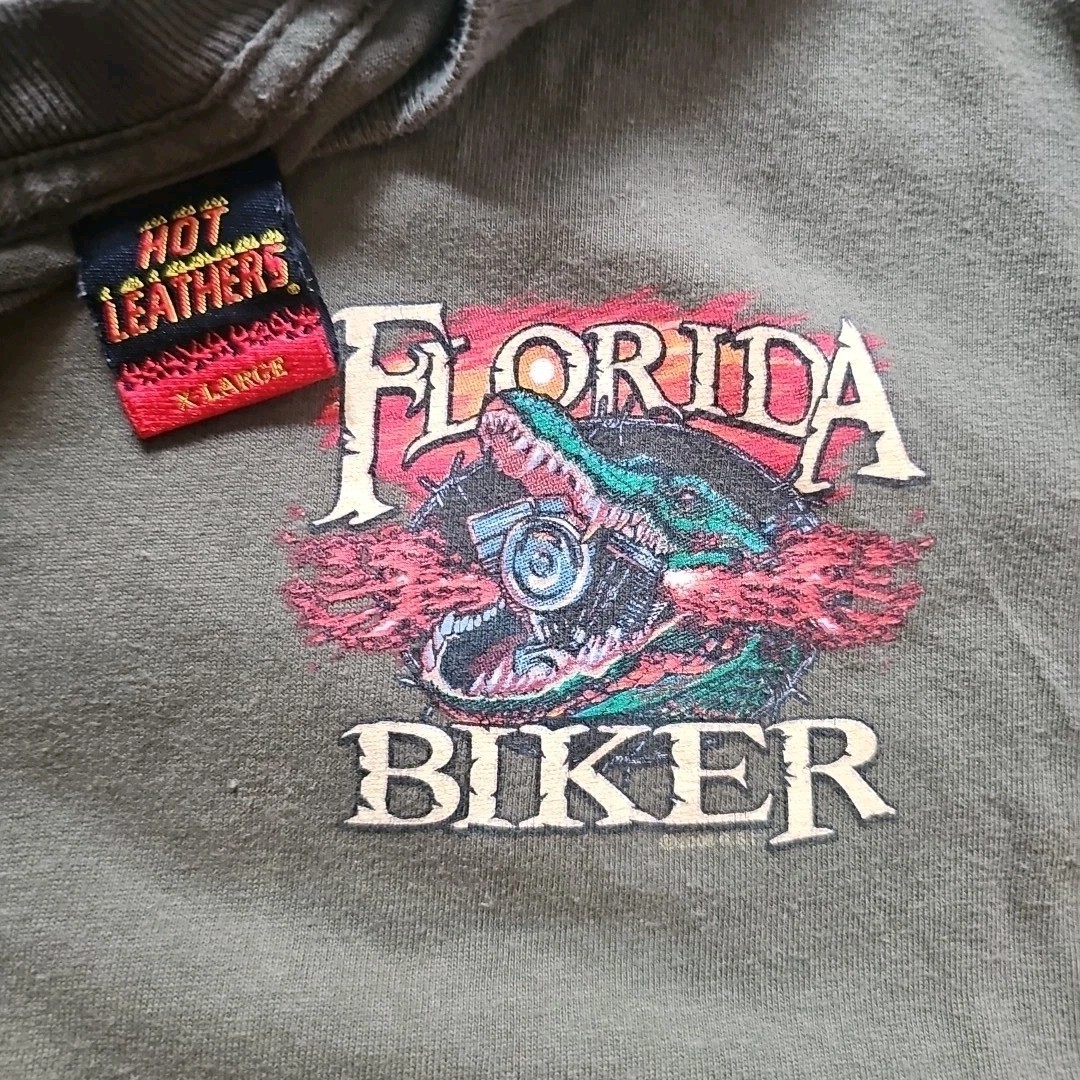 HOT
LEATHERS®
X LARGE
FLORIDA
BIKER